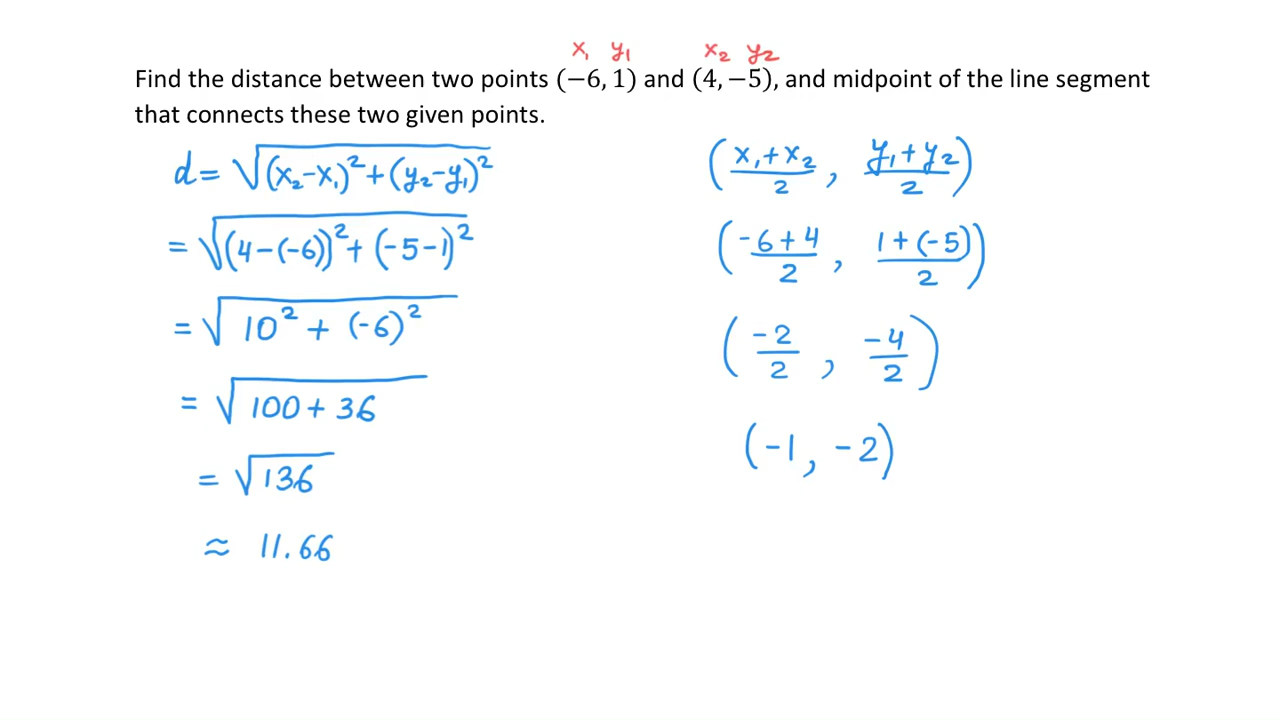 x₁ y₁ x₂ y₂
Find the distance between two points (−6, 1) and (4, −5), and midpoint of the line segment
that connects these two given points.
d = √((x₂-x₁)²+(y₂-y₁)²)
= √((4-(-6))²+(-5-1)²)
= √(10² + (-6)²)
= √(100 + 36)
= √136
≈ 11.66
((x₁+x₂)/2, (y₁+y₂)/2)
((-6+4)/2, (1+(-5))/2)
(-2/2, -4/2)
(-1, -2)